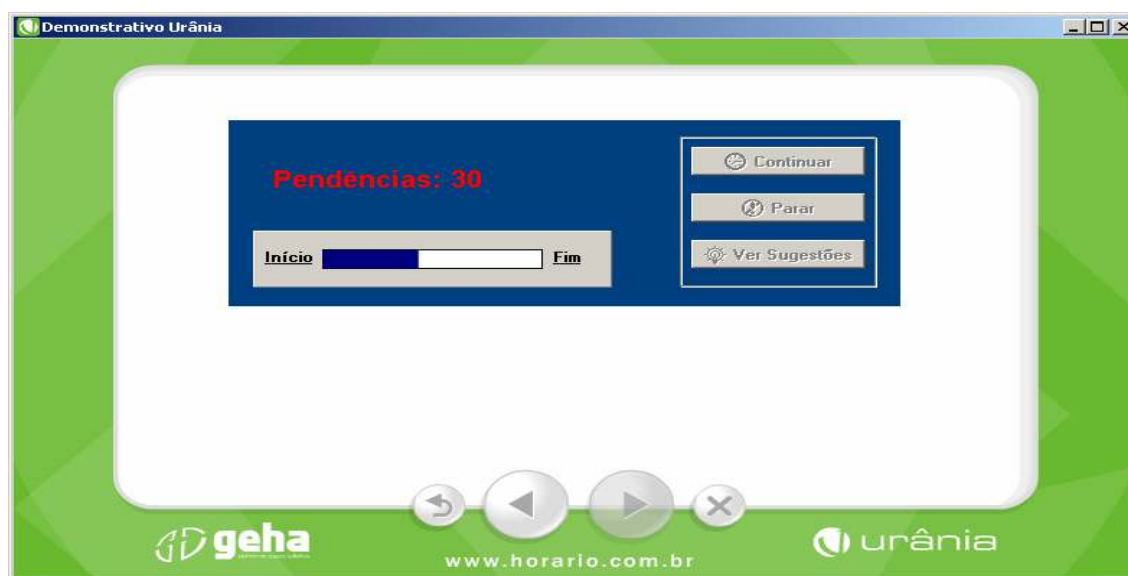 Demonstrativo Urânia
Pendências: 30
Início
Fim
Continuar
Parar
Ver Sugestões
geha
www.horario.com.br
urânia